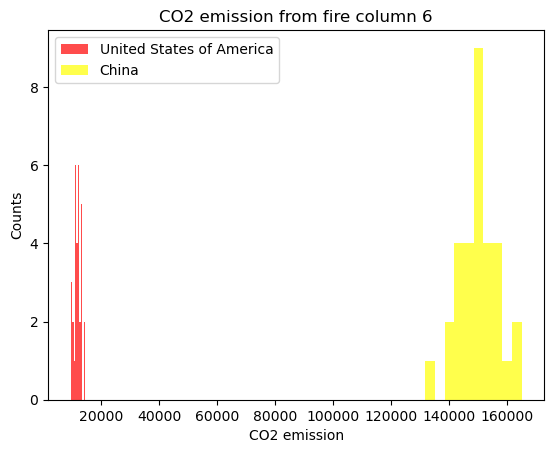 CO2 emission from fire column 6
United States of America
China
8
6
4
2
0
Counts
20000 40000 60000 80000 100000 120000 140000 160000
CO2 emission